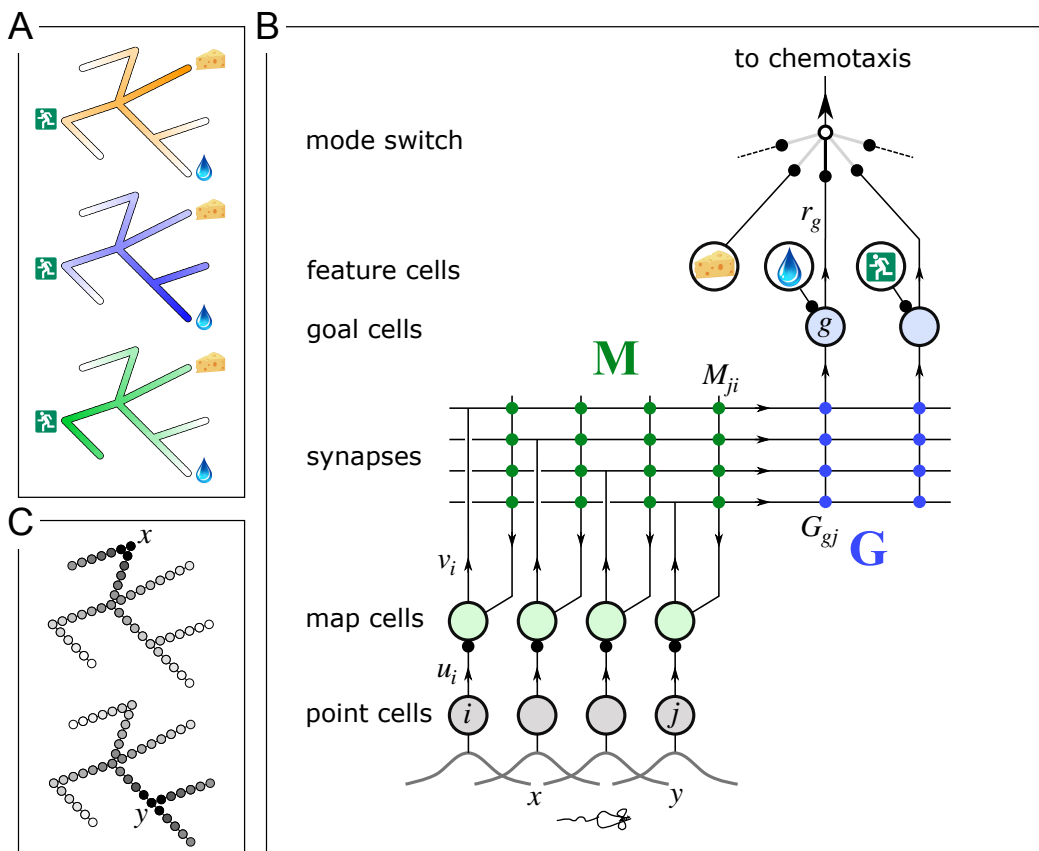 A
B
to chemotaxis
mode switch
r_g
feature cells
goal cells
g
M
M_ji
synapses
G_gj
G
v_i
map cells
u_i
point cells
i
j
x
y
C
x
y